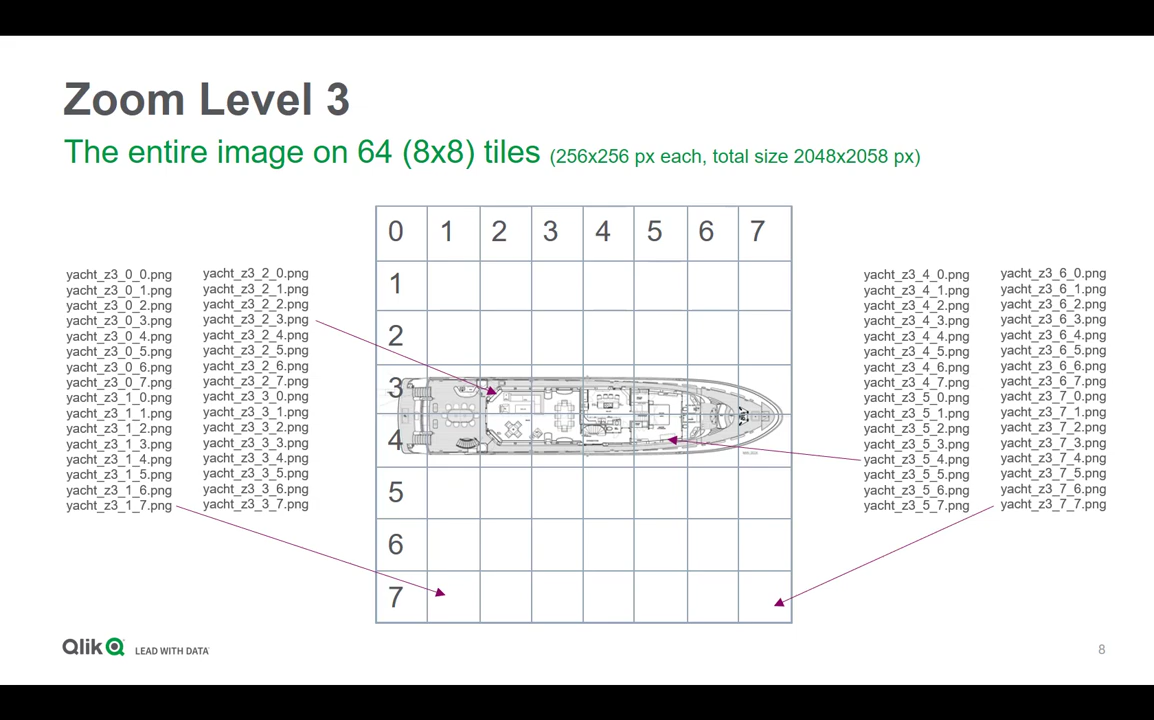 Zoom Level 3
The entire image on 64 (8x8) tiles (256x256 px each, total size 2048x2058 px)
yacht_z3_0_0.png
yacht_z3_0_1.png
yacht_z3_0_2.png
yacht_z3_0_3.png
yacht_z3_0_4.png
yacht_z3_0_5.png
yacht_z3_0_6.png
yacht_z3_0_7.png
yacht_z3_1_0.png
yacht_z3_1_1.png
yacht_z3_1_2.png
yacht_z3_1_3.png
yacht_z3_1_4.png
yacht_z3_1_5.png
yacht_z3_1_6.png
yacht_z3_1_7.png
yacht_z3_2_0.png
yacht_z3_2_1.png
yacht_z3_2_2.png
yacht_z3_2_3.png
yacht_z3_2_4.png
yacht_z3_2_5.png
yacht_z3_2_6.png
yacht_z3_2_7.png
yacht_z3_3_0.png
yacht_z3_3_1.png
yacht_z3_3_2.png
yacht_z3_3_3.png
yacht_z3_3_4.png
yacht_z3_3_5.png
yacht_z3_3_6.png
yacht_z3_3_7.png
0 1 2 3 4 5 6 7
1
2
3
4
5
6
7
yacht_z3_4_0.png
yacht_z3_4_1.png
yacht_z3_4_2.png
yacht_z3_4_3.png
yacht_z3_4_4.png
yacht_z3_4_5.png
yacht_z3_4_6.png
yacht_z3_4_7.png
yacht_z3_5_0.png
yacht_z3_5_1.png
yacht_z3_5_2.png
yacht_z3_5_3.png
yacht_z3_5_4.png
yacht_z3_5_5.png
yacht_z3_5_6.png
yacht_z3_5_7.png
yacht_z3_6_0.png
yacht_z3_6_1.png
yacht_z3_6_2.png
yacht_z3_6_3.png
yacht_z3_6_4.png
yacht_z3_6_5.png
yacht_z3_6_6.png
yacht_z3_6_7.png
yacht_z3_7_0.png
yacht_z3_7_1.png
yacht_z3_7_2.png
yacht_z3_7_3.png
yacht_z3_7_4.png
yacht_z3_7_5.png
yacht_z3_7_6.png
yacht_z3_7_7.png
Qlik LEAD WITH DATA
8